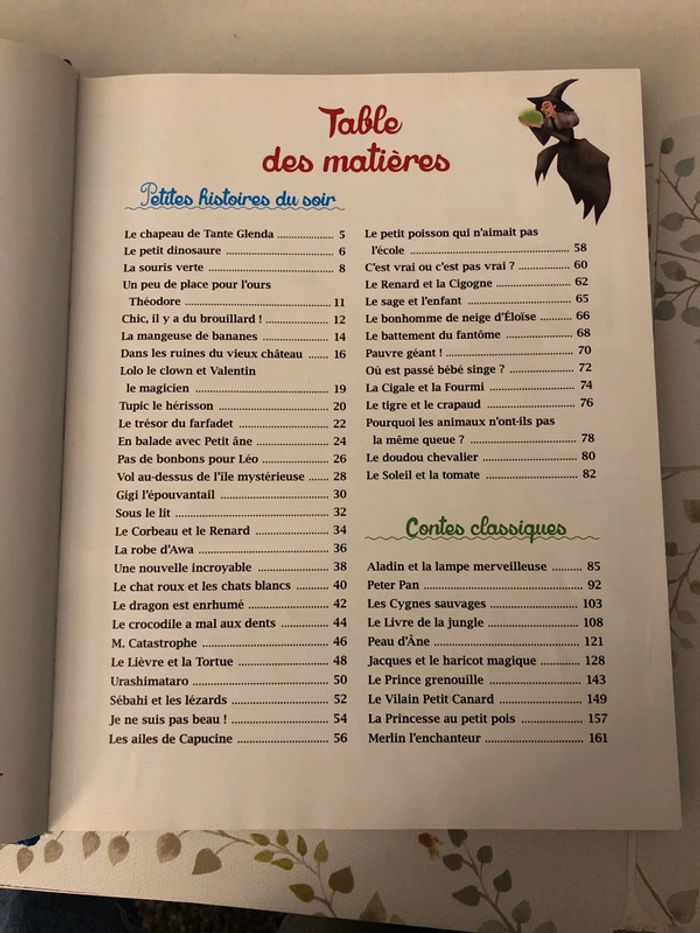 Table
des matières
Petites histoires du soir
Le chapeau de Tante Glenda ................. 5
Le petit dinosaure ................................ 6
La souris verte ..................................... 8
Un peu de place pour l'ours
Théodore ........................................... 11
Chic, il y a du brouillard ! ................... 12
La mangeuse de bananes ................... 14
Dans les ruines du vieux château ...... 16
Lolo le clown et Valentin
le magicien ....................................... 19
Tupic le hérisson ................................. 20
Le trésor du farfadet ........................... 22
En balade avec Petit âne ..................... 24
Pas de bonbons pour Léo .................... 26
Vol au-dessus de l'île mystérieuse ...... 28
Gigi l'épouvantail ................................ 30
Sous le lit ............................................ 32
Le Corbeau et le Renard ..................... 34
La robe d'Awa ..................................... 36
Une nouvelle incroyable ..................... 38
Le chat roux et les chats blancs ......... 40
Le dragon est enrhumé ....................... 42
Le crocodile a mal aux dents .............. 44
M. Catastrophe .................................... 46
Le Lièvre et la Tortue .......................... 48
Urashimataro ....................................... 50
Sébahi et les lézards ............................ 52
Je ne suis pas beau ! ........................... 54
Les ailes de Capucine .......................... 56
Le petit poisson qui n'aimait pas
l'école ................................................ 58
C'est vrai ou c'est pas vrai ? ................ 60
Le Renard et la Cigogne ...................... 62
Le sage et l'enfant ............................... 65
Le bonhomme de neige d'Éloïse ......... 66
Le battement du fantôme .................... 68
Pauvre géant ! ...................................... 70
Où est passé bébé singe ? ................... 72
La Cigale et la Fourmi ......................... 74
Le tigre et le crapaud .......................... 76
Pourquoi les animaux n'ont-ils pas
la même queue ? ............................... 78
Le doudou chevalier ............................ 80
Le Soleil et la tomate ........................... 82
Contes classiques
Aladin et la lampe merveilleuse .......... 85
Peter Pan .............................................. 92
Les Cygnes sauvages ........................... 103
Le Livre de la jungle ............................ 108
Peau d'Âne ........................................... 121
Jacques et le haricot magique ............ 128
Le Prince grenouille ............................ 143
Le Vilain Petit Canard ......................... 149
La Princesse au petit pois ................... 157
Merlin l'enchanteur ............................. 161